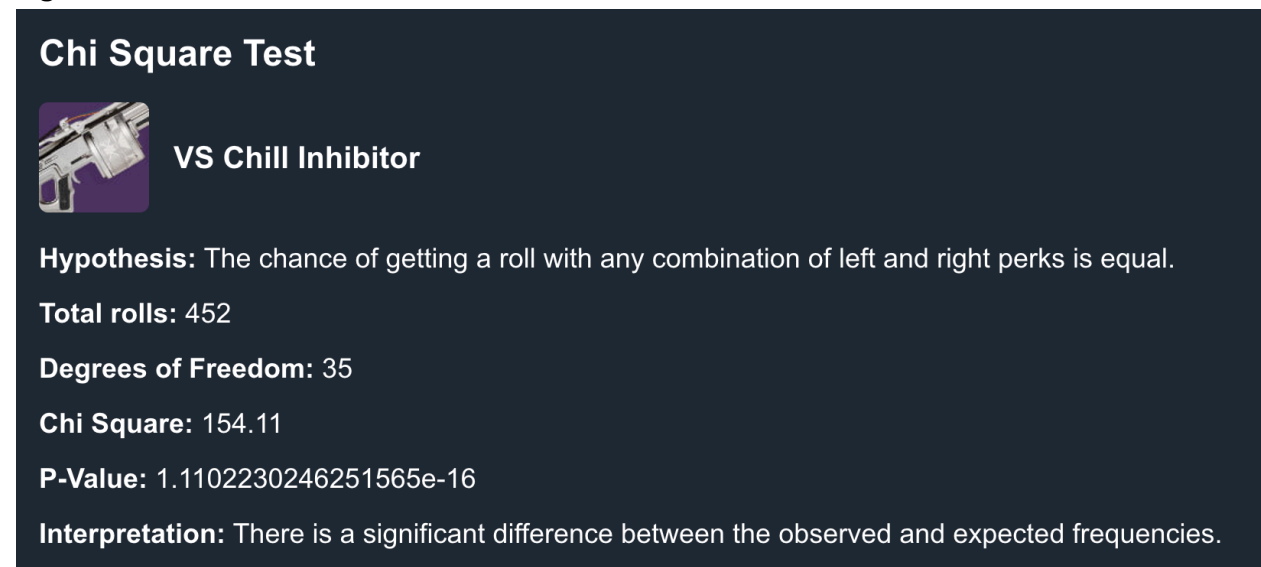 Chi Square Test
VS Chill Inhibitor
Hypothesis: The chance of getting a roll with any combination of left and right perks is equal.
Total rolls: 452
Degrees of Freedom: 35
Chi Square: 154.11
P-Value: 1.1102230246251565e-16
Interpretation: There is a significant difference between the observed and expected frequencies.